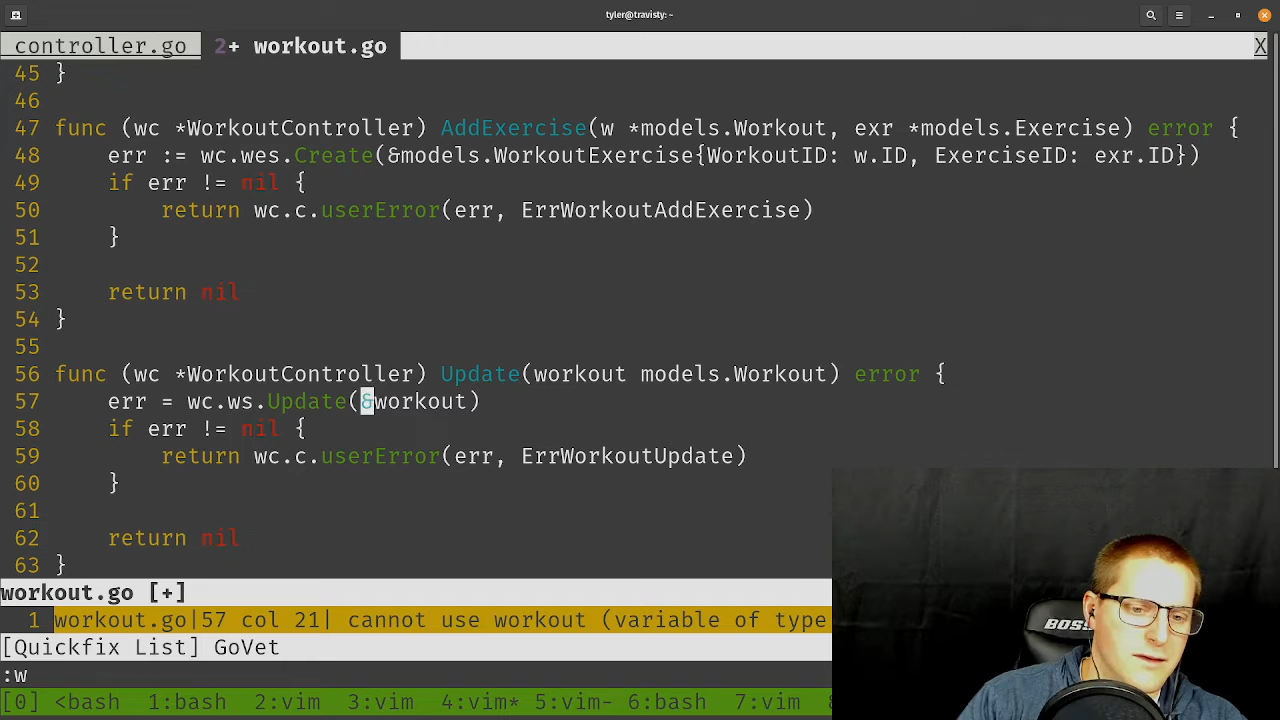 tyler@travisty: ~
controller.go 2+ workout.go X
45 }
46
47 func (wc *WorkoutController) AddExercise(w *models.Workout, exr *models.Exercise) error {
48 err := wc.wes.Create(&models.WorkoutExercise{WorkoutID: w.ID, ExerciseID: exr.ID})
49 if err != nil {
50 return wc.c.userError(err, ErrWorkoutAddExercise)
51 }
52
53 return nil
54 }
55
56 func (wc *WorkoutController) Update(workout models.Workout) error {
57 err = wc.ws.Update(&workout)
58 if err != nil {
59 return wc.c.userError(err, ErrWorkoutUpdate)
60 }
61
62 return nil
63 }
workout.go [+]
1 workout.go|57 col 21| cannot use workout (variable of type
[Quickfix List] GoVet
:w
[0] <bash 1:bash 2:vim 3:vim 4:vim* 5:vim- 6:bash 7:vim
BOSS